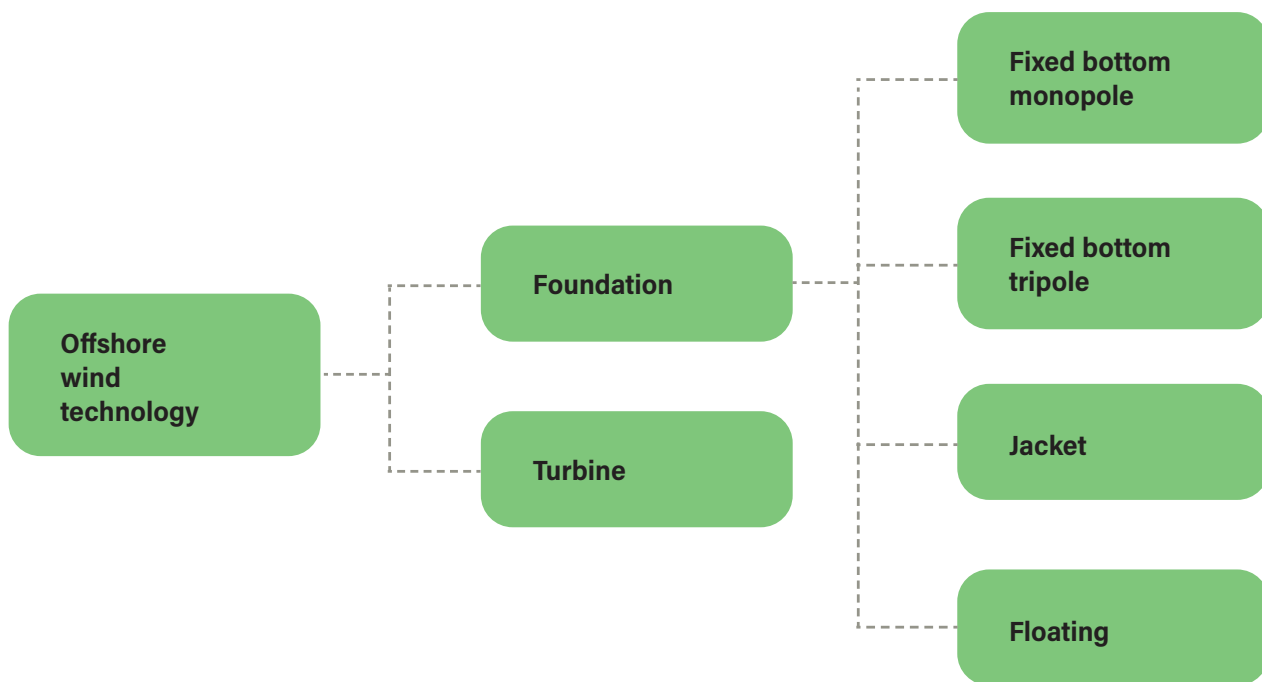 Offshore
wind
technology
Foundation
Turbine
Fixed bottom
monopole
Fixed bottom
tripole
Jacket
Floating